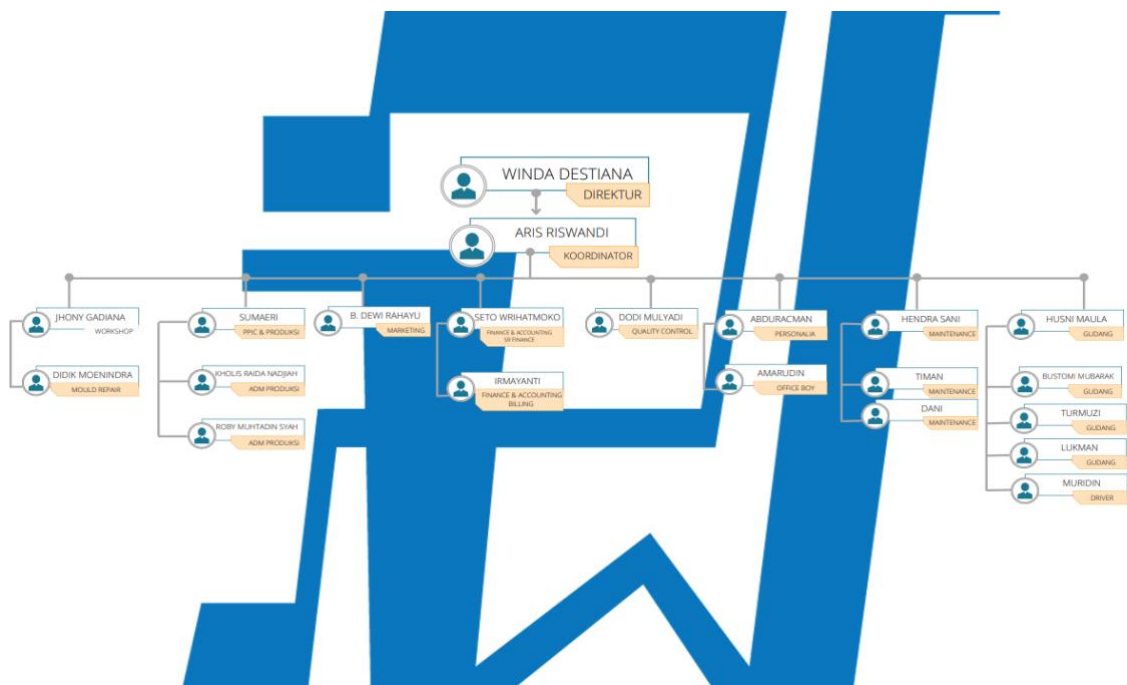 WINDA DESTIANA
DIREKTUR
ARIS RISWANDI
KOORDINATOR
JHONY GADIANA
WORKSHOP
DIDIK MOENINDRA
MOULD REPAIR
SUMAERI
PPIC & PRODUKSI
KHOLIS RAIDA NADJIAH
ADM PRODUKSI
ROBY MUHTADIN SYAH
ADM PRODUKSI
B. DEWI RAHAYU
MARKETING
SETO WRIHATMOKO
FINANCE & ACCOUNTING
SR FINANCE
IRMAYANTI
FINANCE & ACCOUNTING
BILLING
DODI MULYADI
QUALITY CONTROL
ABDURACMAN
PERSONALIA
AMARUDIN
OFFICE BOY
HENDRA SANI
MAINTENANCE
TIMAN
MAINTENANCE
DANI
MAINTENANCE
HUSNI MAULA
GUDANG
BUSTOMI MUBARAK
GUDANG
TURMUZI
GUDANG
LUKMAN
GUDANG
MURIDIN
DRIVER